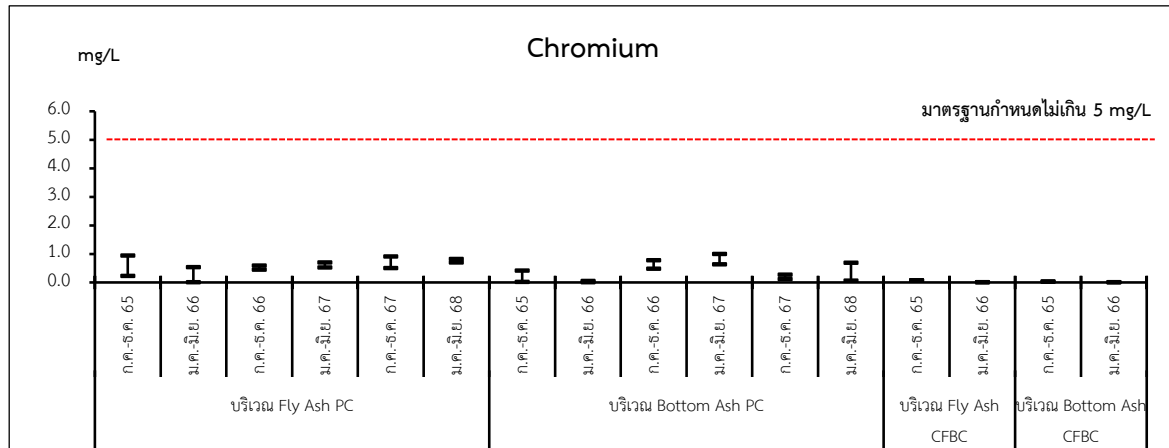 Chromium
mg/L
มาตรฐานกำหนดไม่เกิน 5 mg/L
6.0
5.0
4.0
3.0
2.0
1.0
0.0
ก.ค.-ธ.ค. 65
ม.ค.-มิ.ย. 66
ก.ค.-ธ.ค. 66
ม.ค.-มิ.ย. 67
ก.ค.-ธ.ค. 67
ม.ค.-มิ.ย. 68
ก.ค.-ธ.ค. 65
ม.ค.-มิ.ย. 66
ก.ค.-ธ.ค. 66
ม.ค.-มิ.ย. 67
ก.ค.-ธ.ค. 67
ม.ค.-มิ.ย. 68
ก.ค.-ธ.ค. 65
ม.ค.-มิ.ย. 66
ก.ค.-ธ.ค. 65
ม.ค.-มิ.ย. 66
บริเวณ Fly Ash PC
บริเวณ Bottom Ash PC
บริเวณ Fly Ash
CFBC
บริเวณ Bottom Ash
CFBC